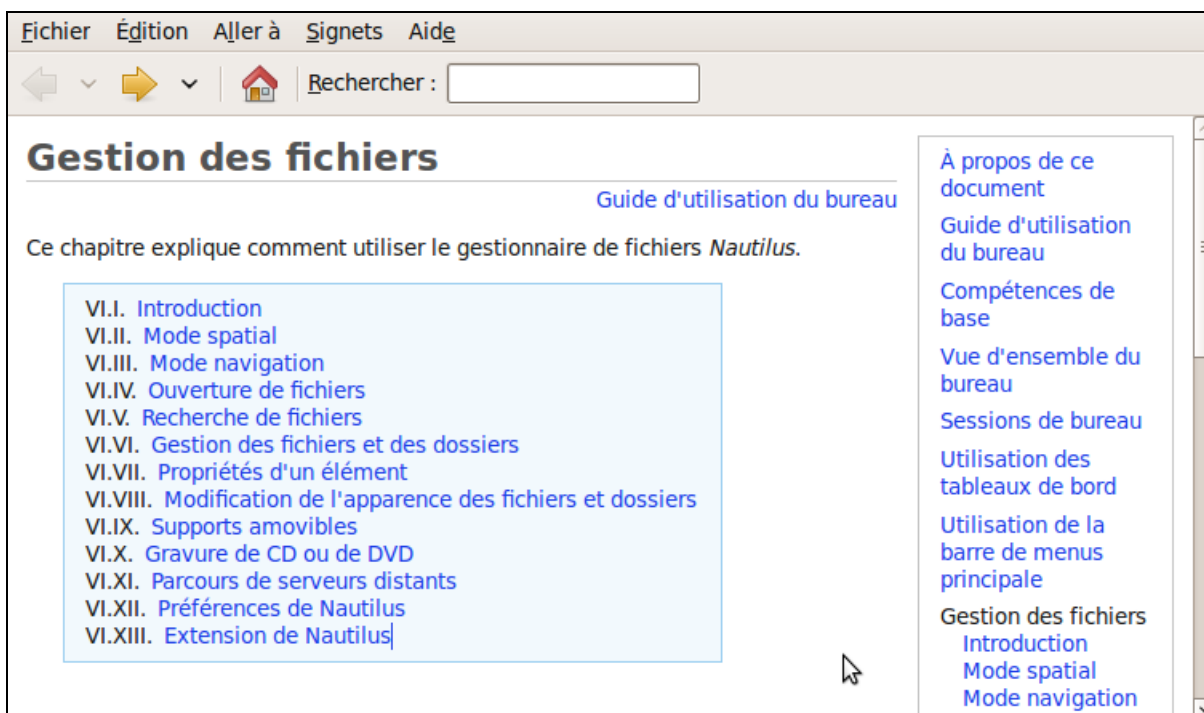 Fichier Édition Aller à Signets Aide
Rechercher :
Gestion des fichiers
Guide d'utilisation du bureau
Ce chapitre explique comment utiliser le gestionnaire de fichiers Nautilus.
VI.I. Introduction
VI.II. Mode spatial
VI.III. Mode navigation
VI.IV. Ouverture de fichiers
VI.V. Recherche de fichiers
VI.VI. Gestion des fichiers et des dossiers
VI.VII. Propriétés d'un élément
VI.VIII. Modification de l'apparence des fichiers et dossiers
VI.IX. Supports amovibles
VI.X. Gravure de CD ou de DVD
VI.XI. Parcours de serveurs distants
VI.XII. Préférences de Nautilus
VI.XIII. Extension de Nautilus
À propos de ce
document
Guide d'utilisation
du bureau
Compétences de
base
Vue d'ensemble du
bureau
Sessions de bureau
Utilisation des
tableaux de bord
Utilisation de la
barre de menus
principale
Gestion des fichiers
Introduction
Mode spatial
Mode navigation